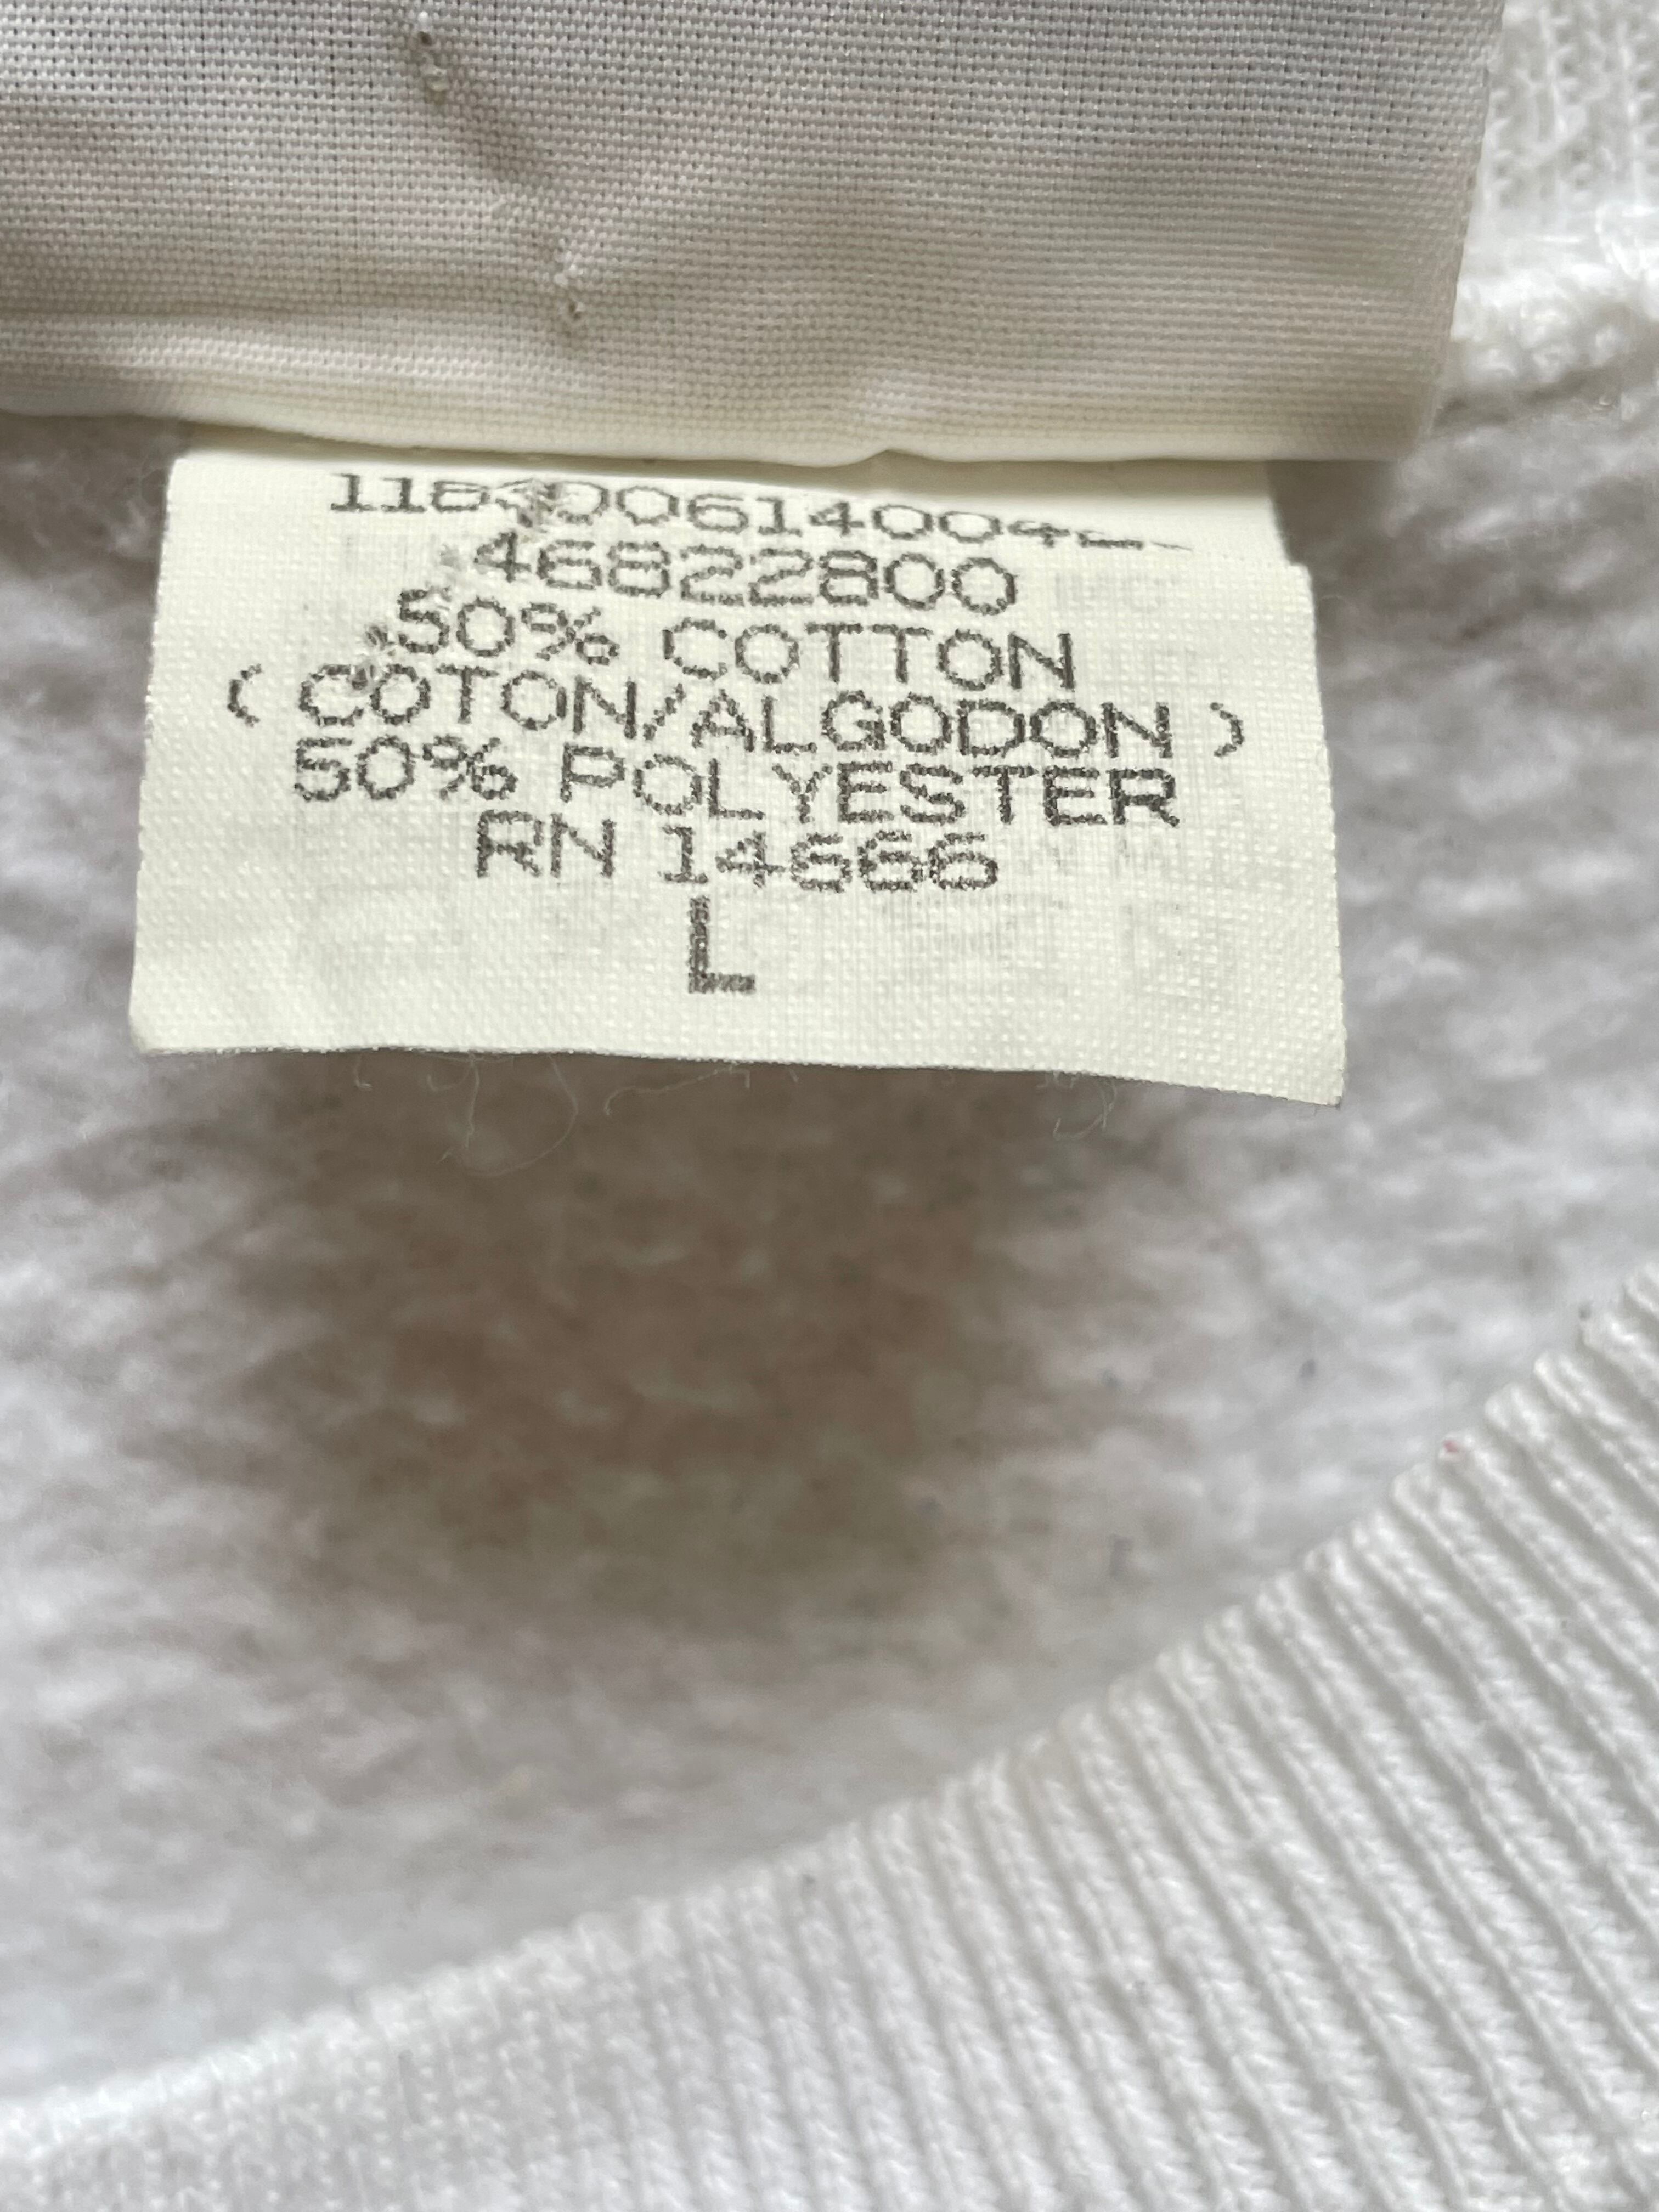 46822800
50% COTTON
( COTON/ALGODON )
50% POLYESTER
RN 14666
L